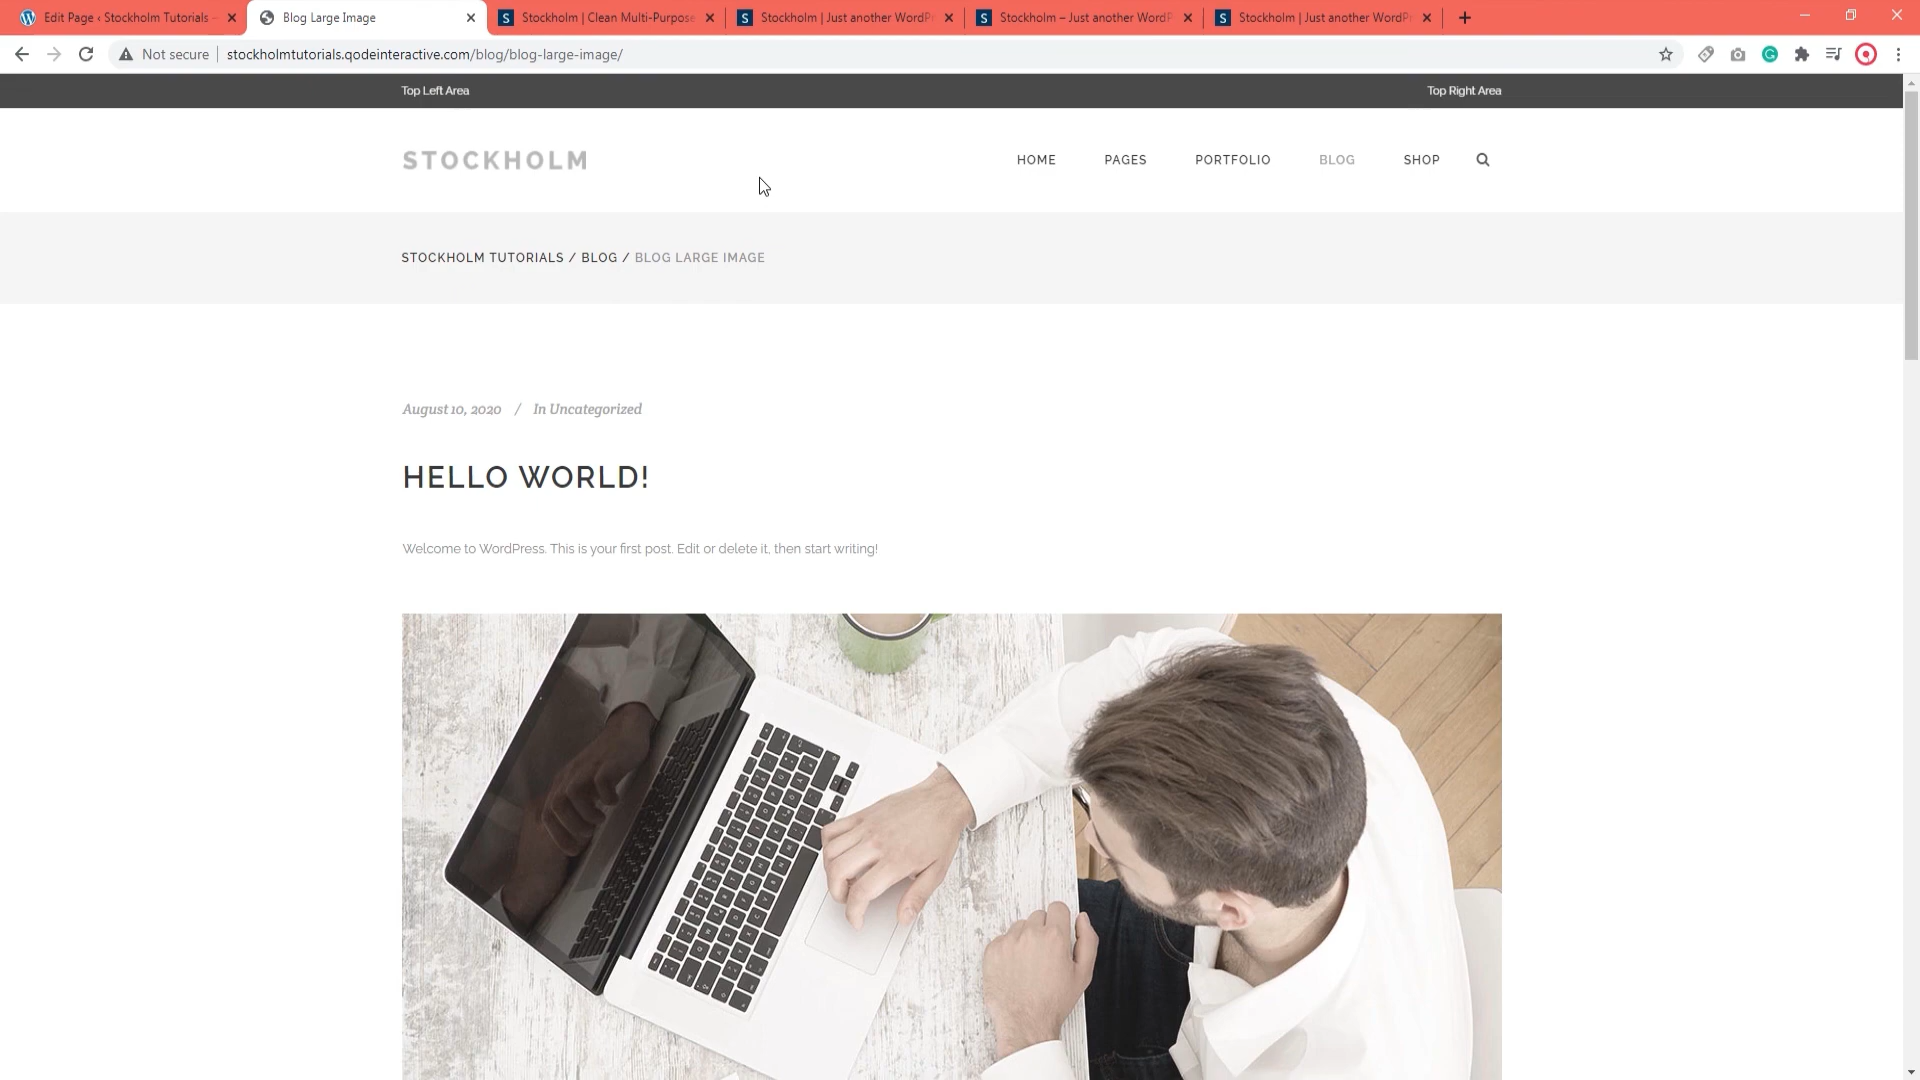 Edit Page ‹ Stockholm Tutorials
Blog Large Image
Stockholm | Clean Multi-Purpose
Stockholm | Just another WordPr
Stockholm – Just another WordP
Stockholm | Just another WordPr
Not secure
stockholmtutorials.qodeinteractive.com/blog/blog-large-image/
Top Left Area
Top Right Area
STOCKHOLM
HOME
PAGES
PORTFOLIO
BLOG
SHOP
STOCKHOLM TUTORIALS / BLOG / BLOG LARGE IMAGE
August 10, 2020 / In Uncategorized
HELLO WORLD!
Welcome to WordPress. This is your first post. Edit or delete it, then start writing!